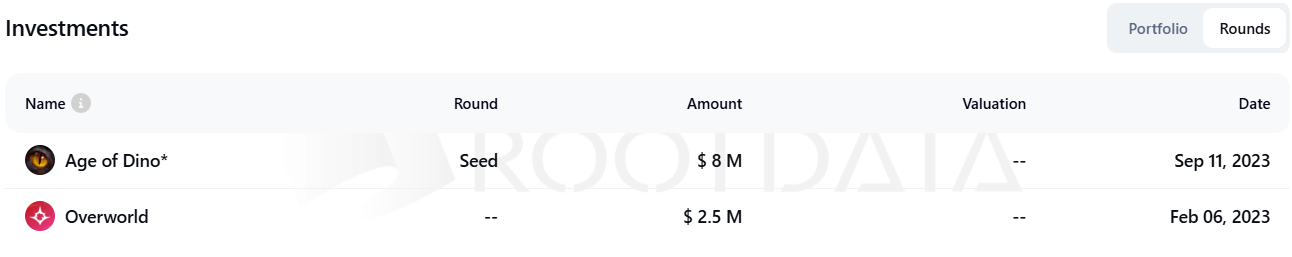 Investments
Portfolio Rounds
Name Round Amount Valuation Date
ROOTDATA
Age of Dino* Seed $ 8 M -- Sep 11, 2023
Overworld -- $ 2.5 M -- Feb 06, 2023